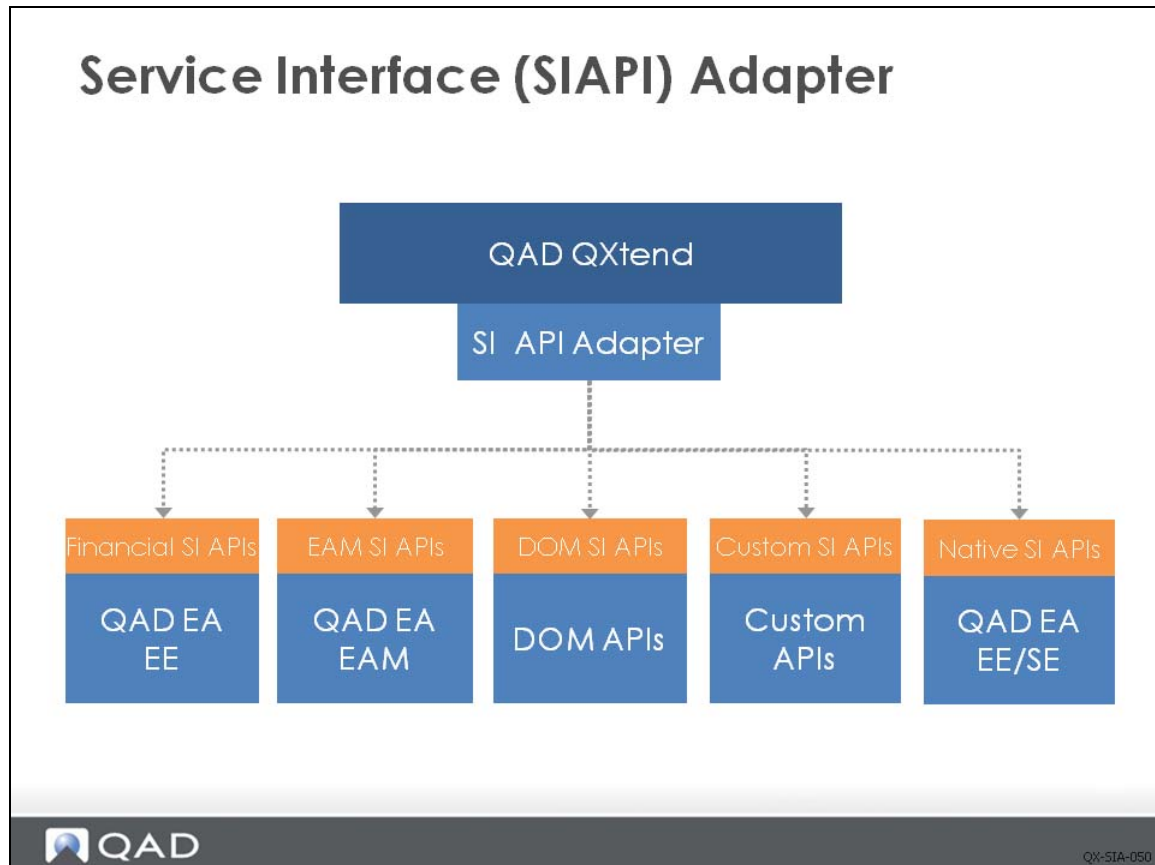 Service Interface (SIAPI) Adapter
QAD QXtend
SI API Adapter
Financial SI APIs
QAD EA
EE
EAM SI APIs
QAD EA
EAM
DOM SI APIs
DOM APIs
Custom SI APIs
Custom
APIs
Native SI APIs
QAD EA
EE/SE
QAD
QX-SIA-050